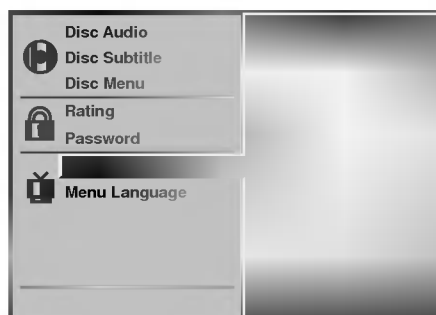 Disc Audio
Disc Subtitle
Disc Menu
Rating
Password
Menu Language